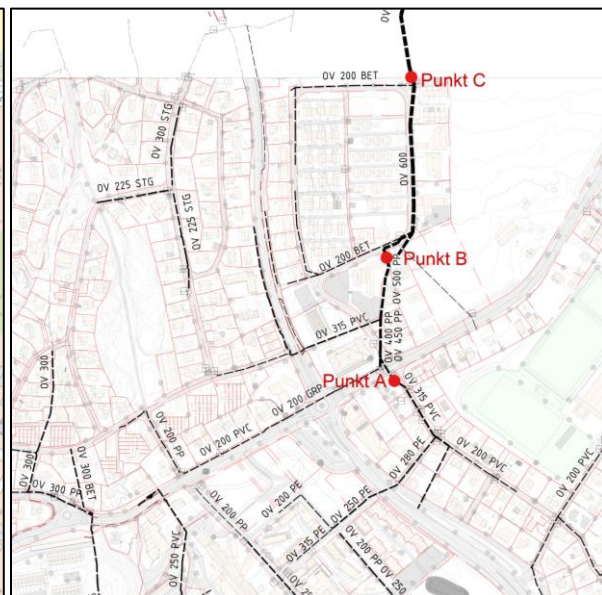 OV
OV 200 BET
Punkt C
OV 300 STG
OV 600
OV 225 STG
OV 225 STG
OV 200 BET
Punkt B
OV 500 PP
OV 315 PVC
OV 400 PP
OV 450 PP
Punkt A
OV 300
OV 200 GRP
OV 315 PVC
OV 200 PVC
OV 200 PP
OV 280 PE
OV 200 PVC
OV 300
OV 300 BET
OV 300 PP
OV 200 PE
OV 250 PE
OV 200 PVC
OV 200 PP
OV 315 PE
OV 200 PP
OV 250 PVC
OV 250